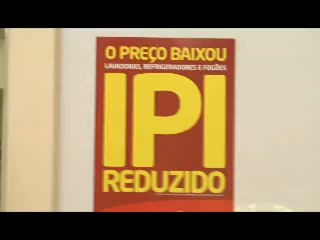 O PREÇO BAIXOU
LAVADORAS, REFRIGERADORES E FOGÕES
IPI
REDUZIDO